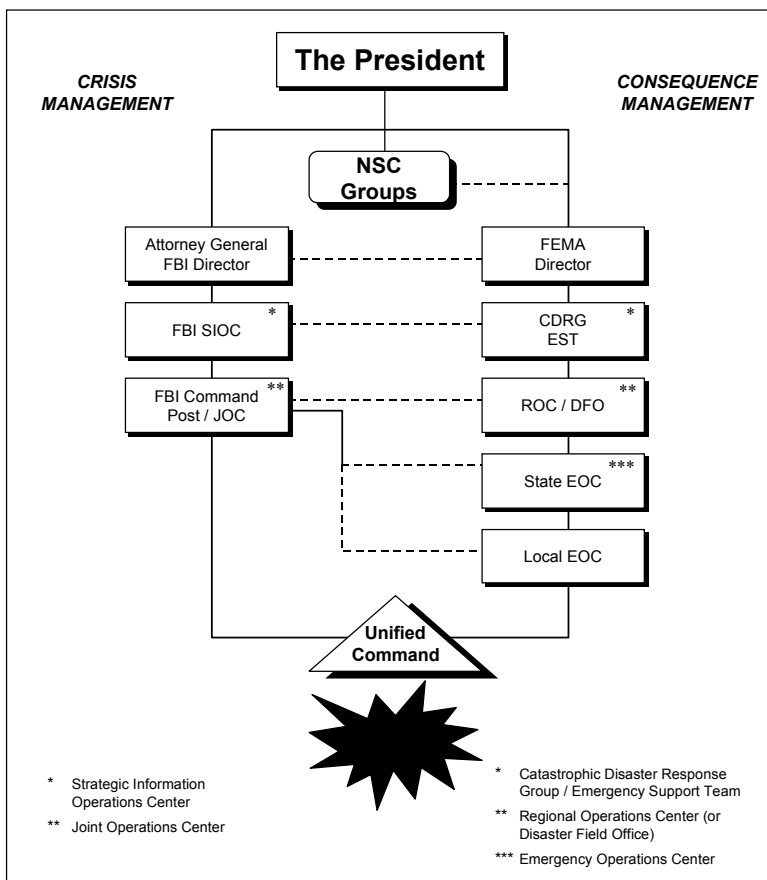 The President
CRISIS
MANAGEMENT
CONSEQUENCE
MANAGEMENT
NSC
Groups
Attorney General
FBI Director
FEMA
Director
FBI SIOC *
CDRG *
EST
FBI Command **
Post / JOC
ROC / DFO **
State EOC ***
Local EOC
Unified
Command
* Strategic Information
Operations Center
** Joint Operations Center
* Catastrophic Disaster Response
Group / Emergency Support Team
** Regional Operations Center (or
Disaster Field Office)
*** Emergency Operations Center